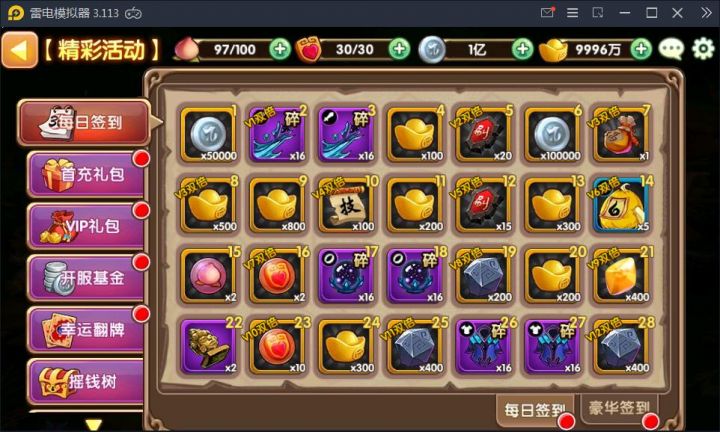 雷电模拟器 3.113
【精彩活动】
97/100
30/30
1亿
9996万
每日签到
首充礼包
VIP礼包
开服基金
幸运翻牌
摇钱树
1
x50000
V1双倍 2
碎
x16
3
碎
x16
4
x100
V2双倍 5
x20
6
x100000
V3双倍 7
x1
V3双倍 8
x500
9
x800
V4双倍 10
技
x100
11
x200
V5双倍 12
x15
13
x300
V6双倍 14
x5
15
x2
V7双倍 16
x2
17
碎
x16
18
碎
x16
V8双倍 19
x200
20
x200
V9双倍 21
x400
22
x2
V10双倍 23
x10
24
x300
V11双倍 25
x400
26
碎
x16
27
碎
x16
V12双倍 28
x400
每日签到
豪华签到